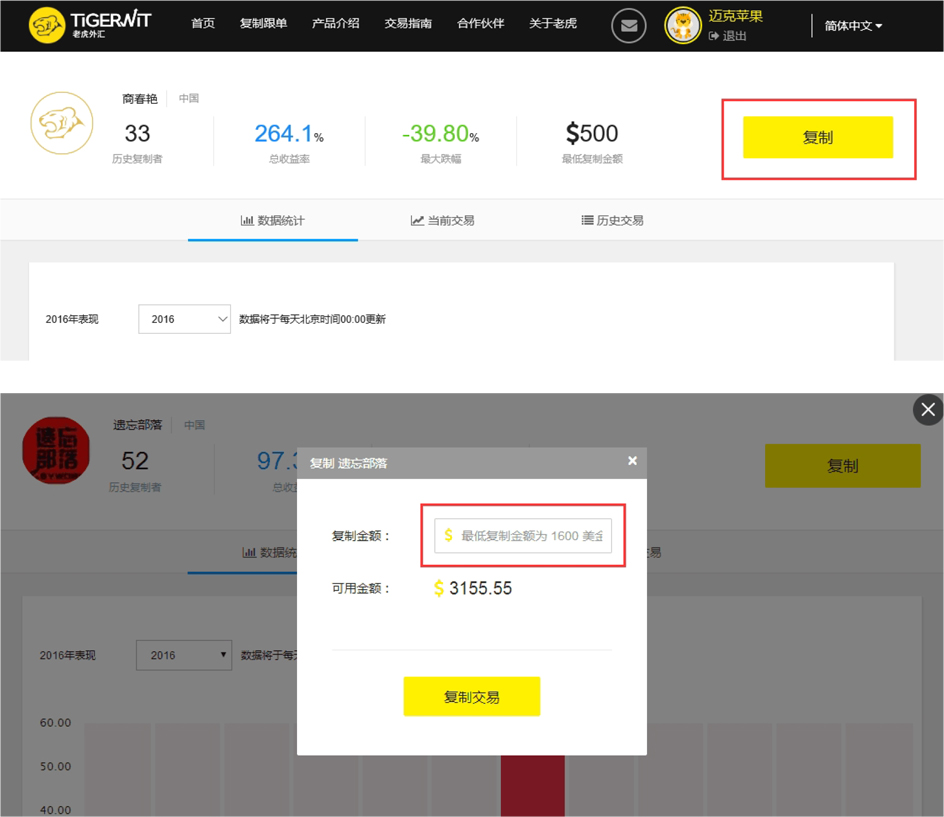 TiGERWiT
老虎外汇
首页 复制跟单 产品介绍 交易指南 合作伙伴 关于老虎
迈克苹果
退出
简体中文
商春艳 中国
33 264.1% -39.80% $500
历史复制者 总收益率 最大跌幅 最低复制金额
复制
数据统计 当前交易 历史交易
2016年表现 2016 数据将于每天北京时间00:00更新
遗忘部落
遗忘部落 中国
52 97.3
历史复制者 总收
复制
复制 遗忘部落 ×
复制金额： $ 最低复制金额为 1600 美金
可用金额： $ 3155.55
复制交易
数据统 易
2016年表现 2016 数据将于每
60.00
50.00
40.00